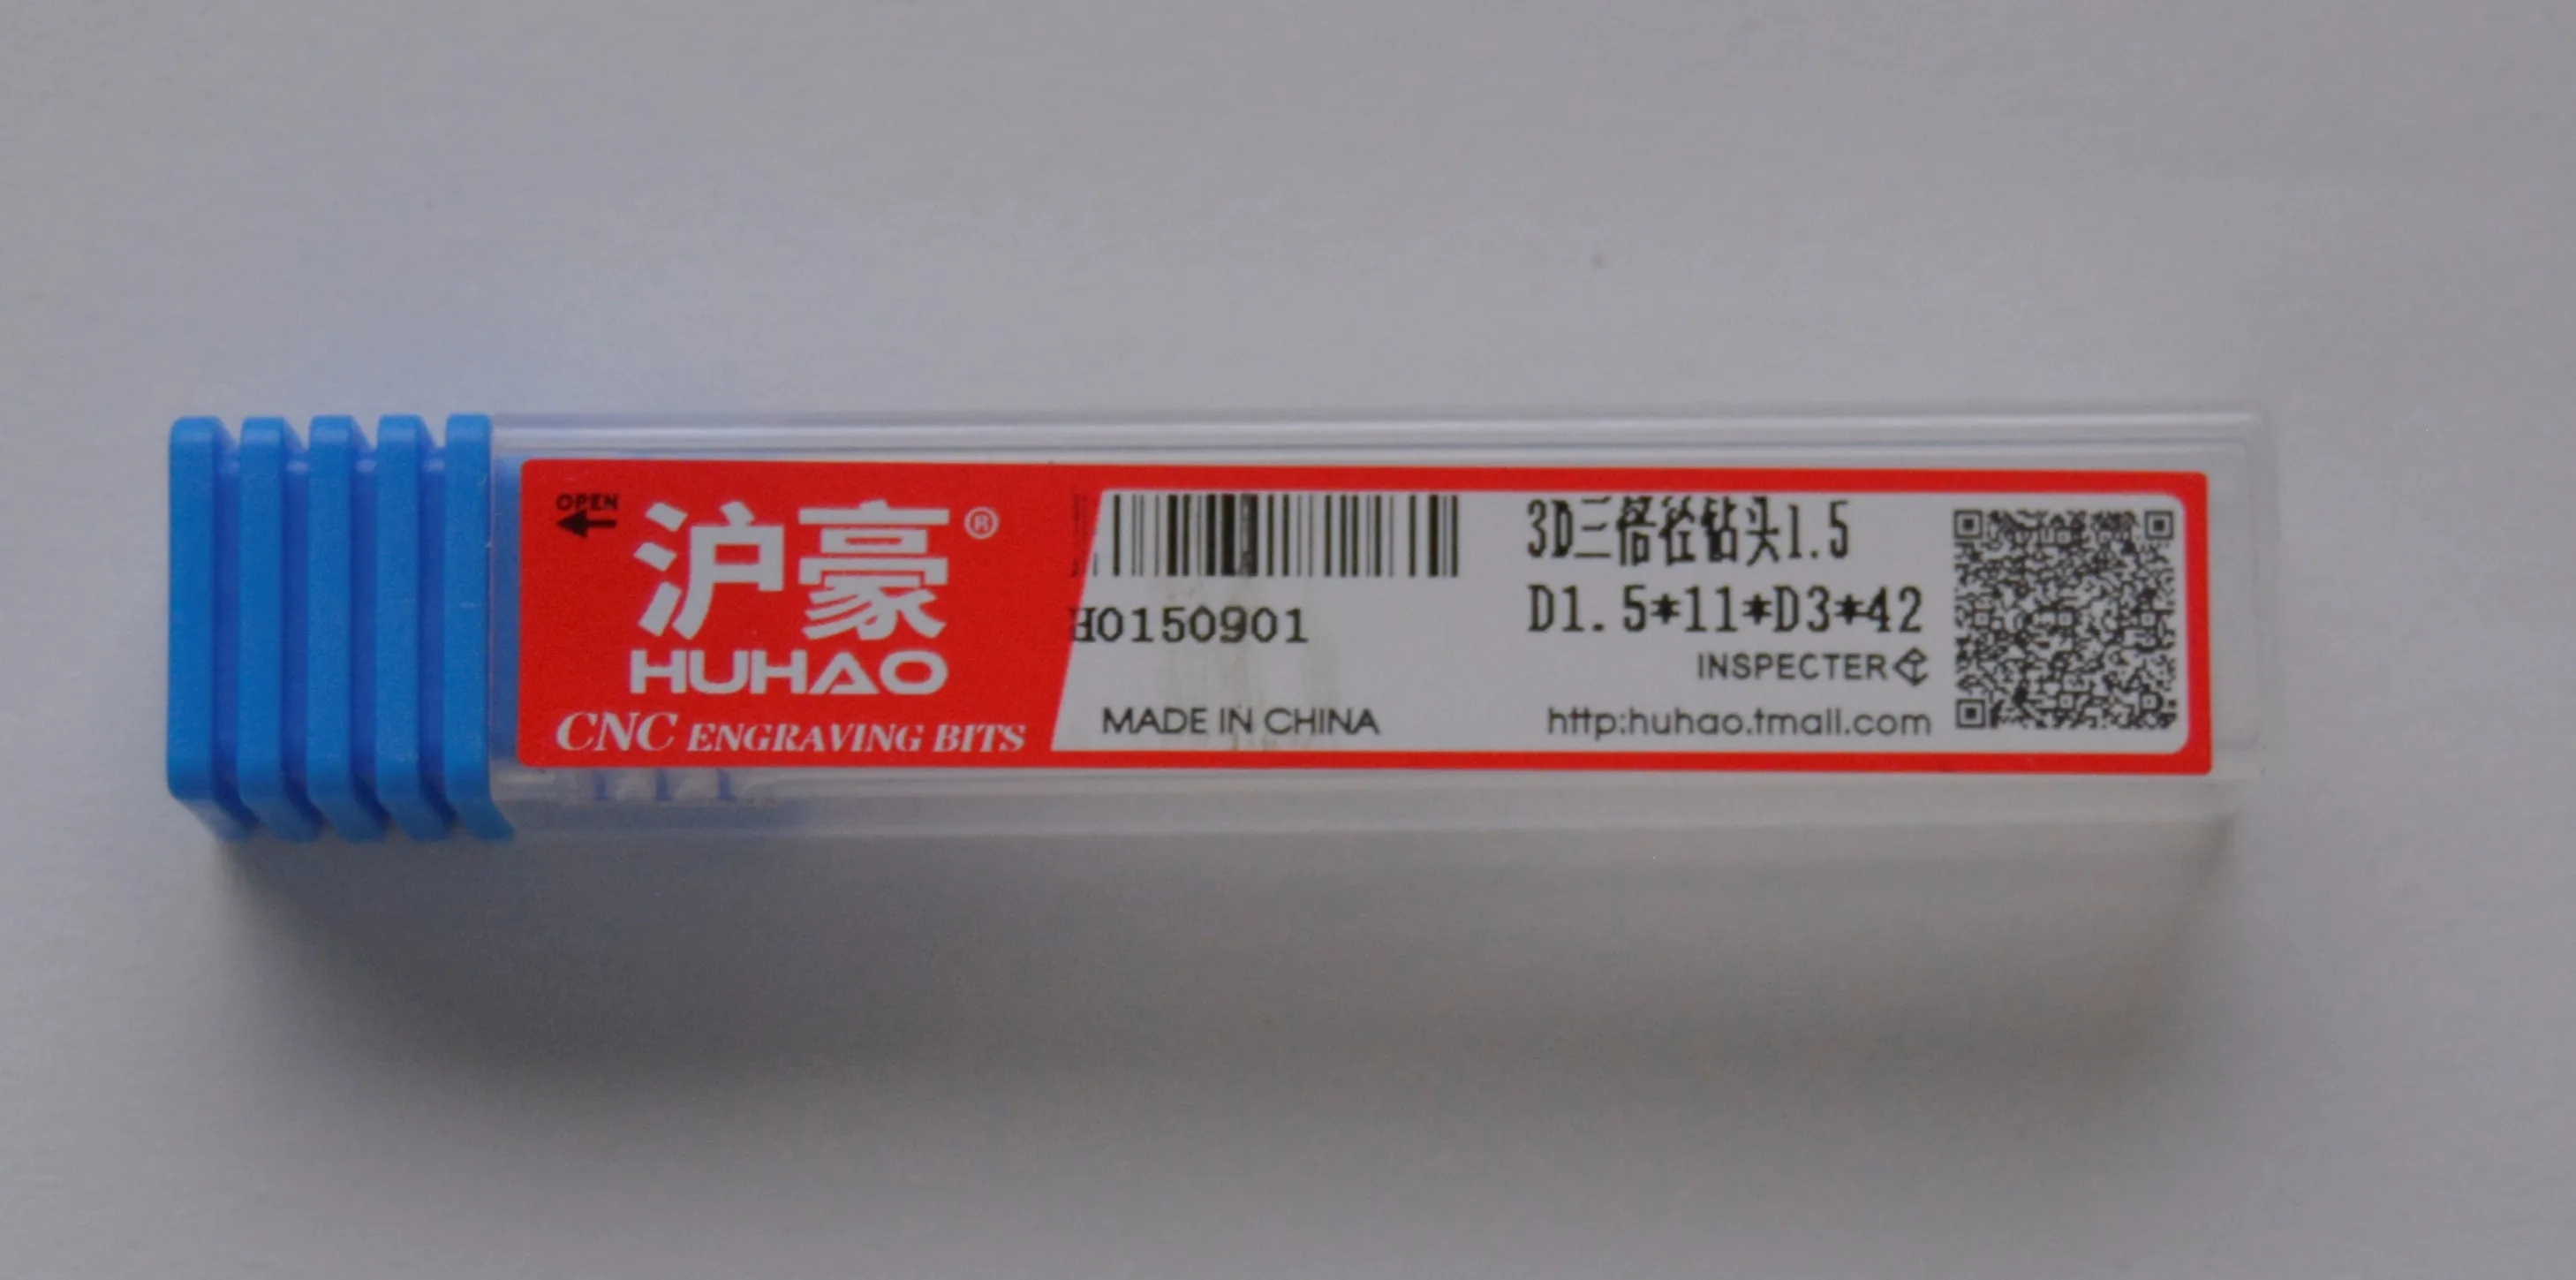 OPEN
沪豪®
HUHAO
CNC ENGRAVING BITS
H0150901
MADE IN CHINA
3D三倍径钻头1.5
D1.5*11*D3*42
INSPECTER
http:huhao.tmall.com